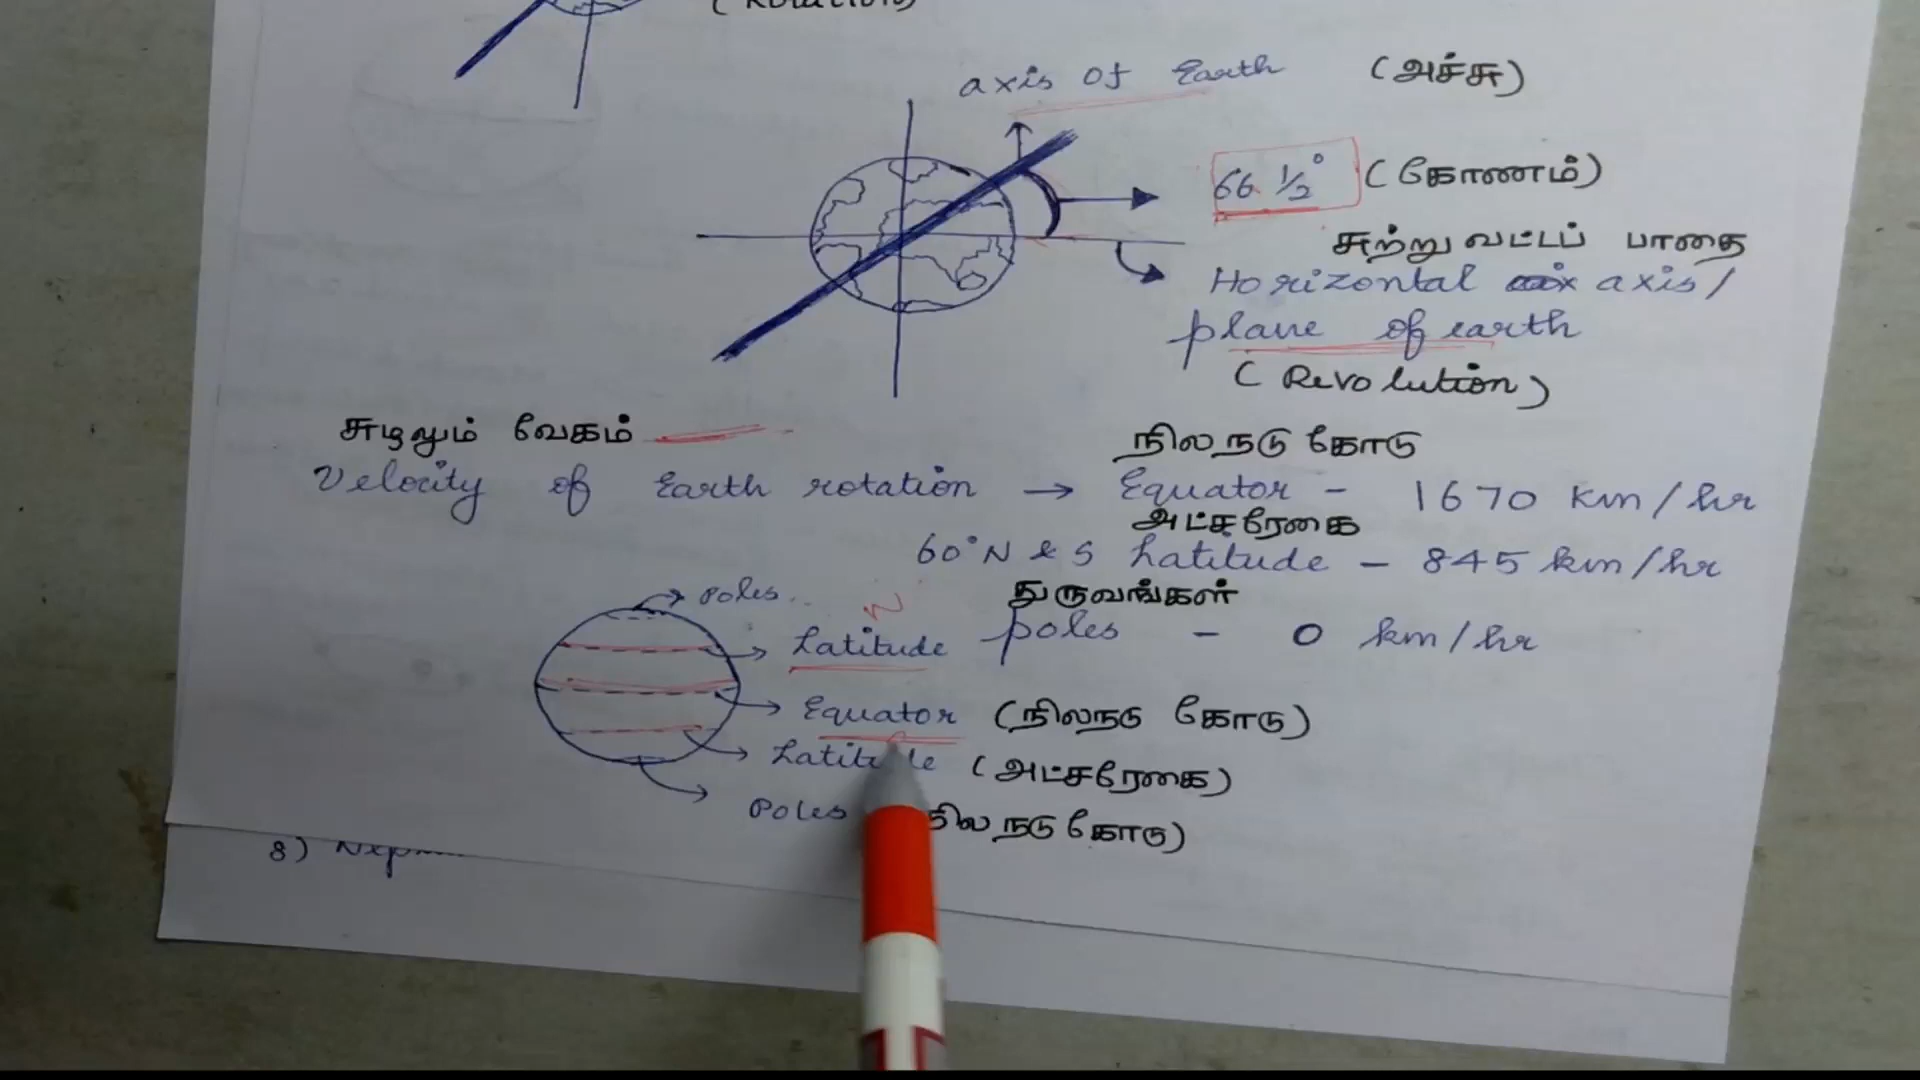 (Rotation)
axis of Earth (அச்சு)
66 1/2° (கோணம்)
சுற்று வட்டப் பாதை
Horizontal axis/
plane of earth
(Revolution)
சுழலும் வேகம்
நிலநடு கோடு
Velocity of Earth rotation → Equator - 1670 km/hr
அட்சரேகை
60°N & S Latitude - 845 km/hr
துருவங்கள்
poles - 0 km/hr
poles
N
Latitude
Equator (நிலநடு கோடு)
Latitude (அட்சரேகை)
Poles நிலநடு கோடு)
8)